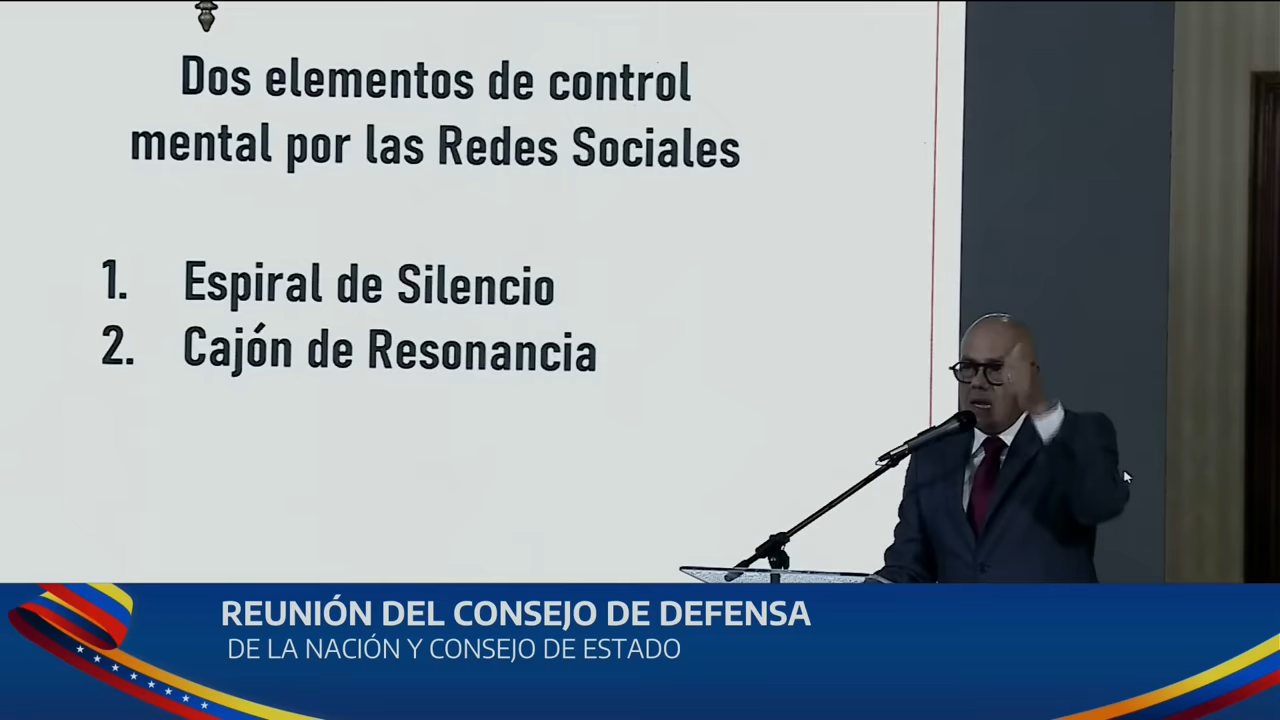 Dos elementos de control
mental por las Redes Sociales
1. Espiral de Silencio
2. Cajón de Resonancia
REUNIÓN DEL CONSEJO DE DEFENSA
DE LA NACIÓN Y CONSEJO DE ESTADO